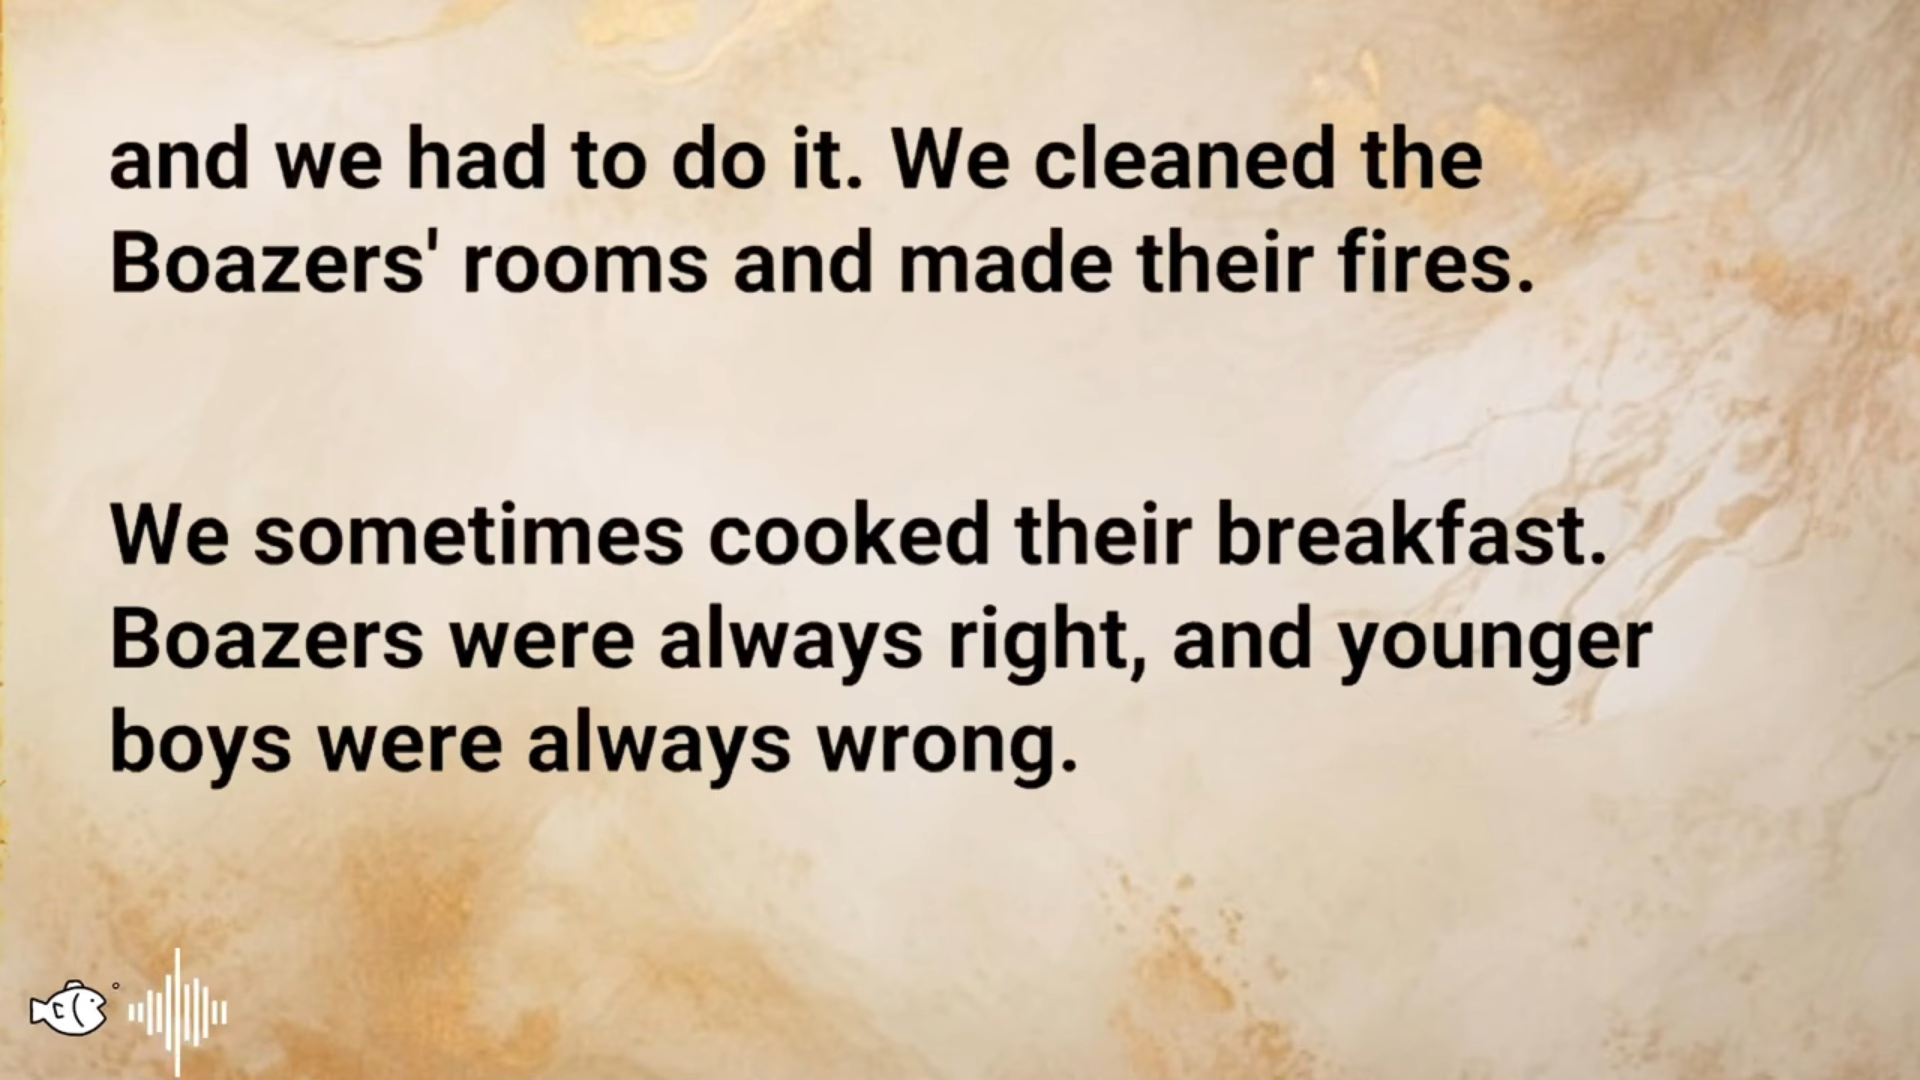 and we had to do it. We cleaned the
Boazers' rooms and made their fires.
We sometimes cooked their breakfast.
Boazers were always right, and younger
boys were always wrong.